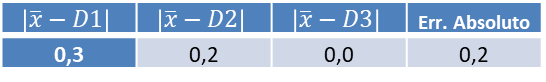 |x̅ − D1| |x̅ − D2| |x̅ − D3| Err. Absoluto
0,3 0,2 0,0 0,2